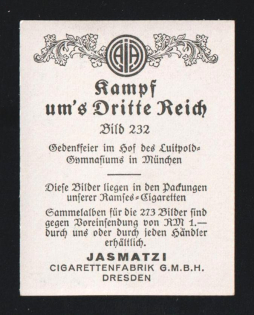 Kampf
um's Dritte Reich
Bild 232
Gedenkfeier im Hof des Luitpold-
Gymnasiums in München
Diese Bilder liegen in den Packungen
unserer Ramses-Cigaretten
Sammelalben für die 273 Bilder sind
gegen Voreinsendung von RM 1.—
durch uns oder durch jeden Händler
erhältlich.
JASMATZI
CIGARETTENFABRIK G.M.B.H.
DRESDEN